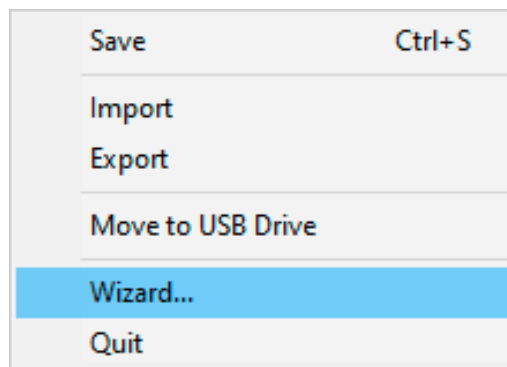 Save Ctrl+S
Import
Export
Move to USB Drive
Wizard...
Quit